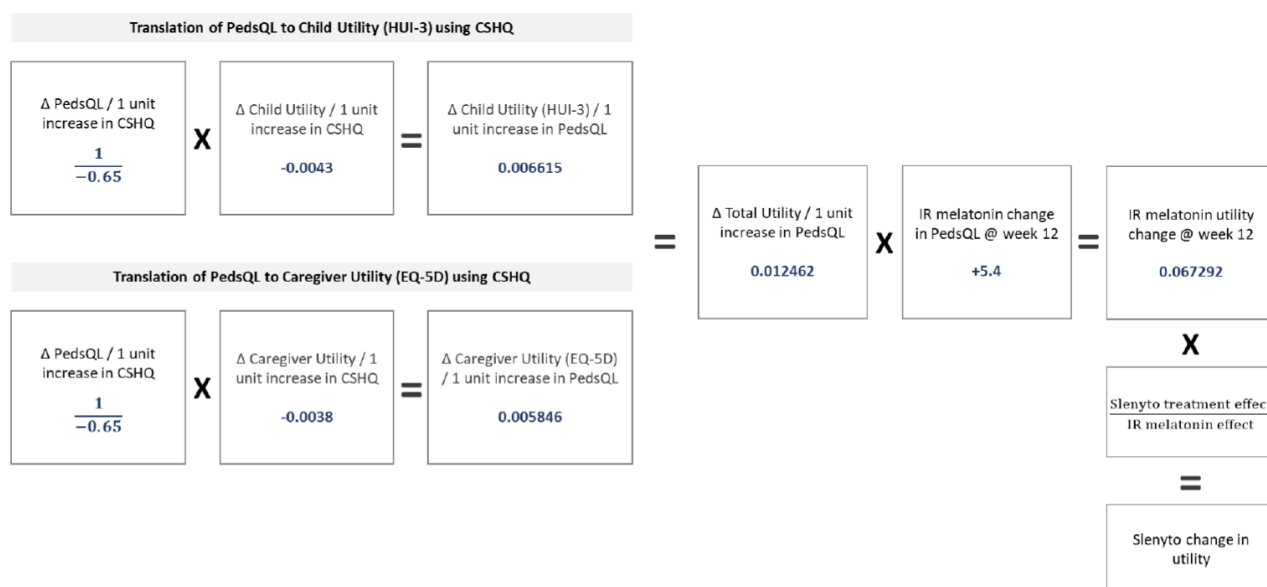 Translation of PedsQL to Child Utility (HUI-3) using CSHQ
Δ PedsQL / 1 unit
increase in CSHQ
1
−0.65
X
Δ Child Utility / 1 unit
increase in CSHQ
-0.0043
=
Δ Child Utility (HUI-3) / 1
unit increase in PedsQL
0.006615
Translation of PedsQL to Caregiver Utility (EQ-5D) using CSHQ
Δ PedsQL / 1 unit
increase in CSHQ
1
−0.65
X
Δ Caregiver Utility / 1
unit increase in CSHQ
-0.0038
=
Δ Caregiver Utility (EQ-5D)
/ 1 unit increase in PedsQL
0.005846
=
Δ Total Utility / 1 unit
increase in PedsQL
0.012462
X
IR melatonin change
in PedsQL @ week 12
+5.4
=
IR melatonin utility
change @ week 12
0.067292
X
Slenyto treatment effec
IR melatonin effect
=
Slenyto change in
utility